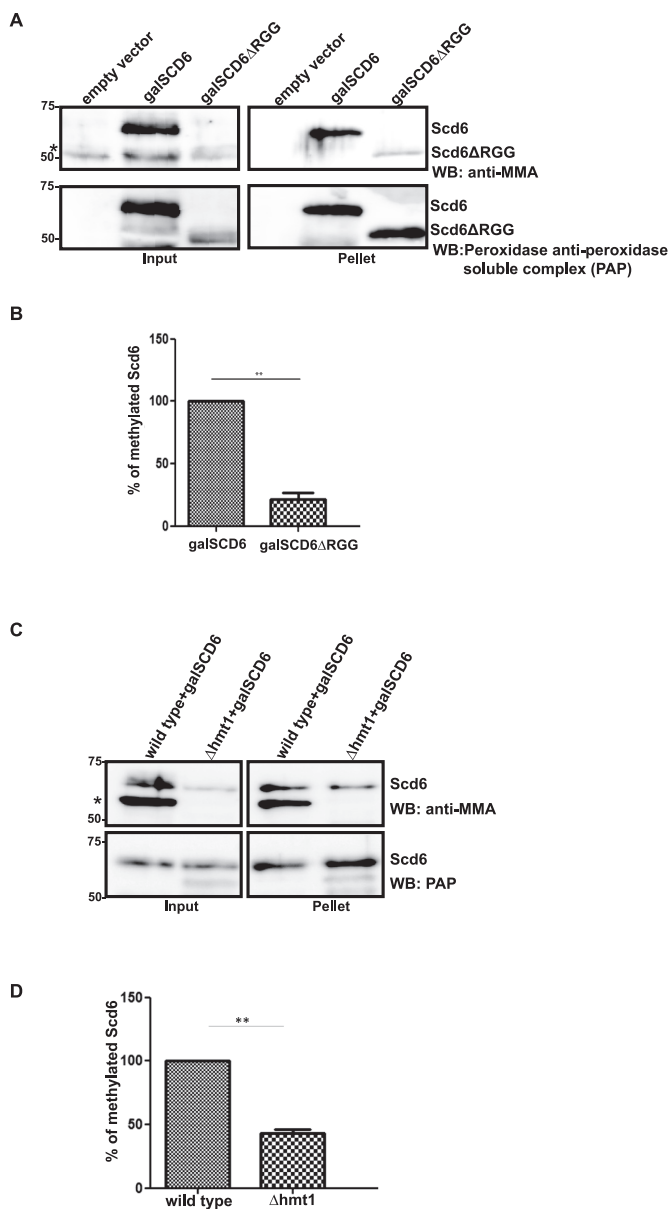 A
empty vector
galSCD6
galSCD6ΔRGG
empty vector
galSCD6
galSCD6ΔRGG
75
*
50
Scd6
Scd6ΔRGG
WB: anti-MMA
75
50
Scd6
Scd6ΔRGG
WB:Peroxidase anti-peroxidase
soluble complex (PAP)
Input
Pellet
B
% of methylated Scd6
150
100
50
0
**
galSCD6
galSCD6ΔRGG
C
wild type+galSCD6
Δhmt1+galSCD6
wild type+galSCD6
Δhmt1+galSCD6
75
*
50
Scd6
WB: anti-MMA
75
50
Scd6
WB: PAP
Input
Pellet
D
% of methylated Scd6
150
100
50
0
**
wild type
Δhmt1